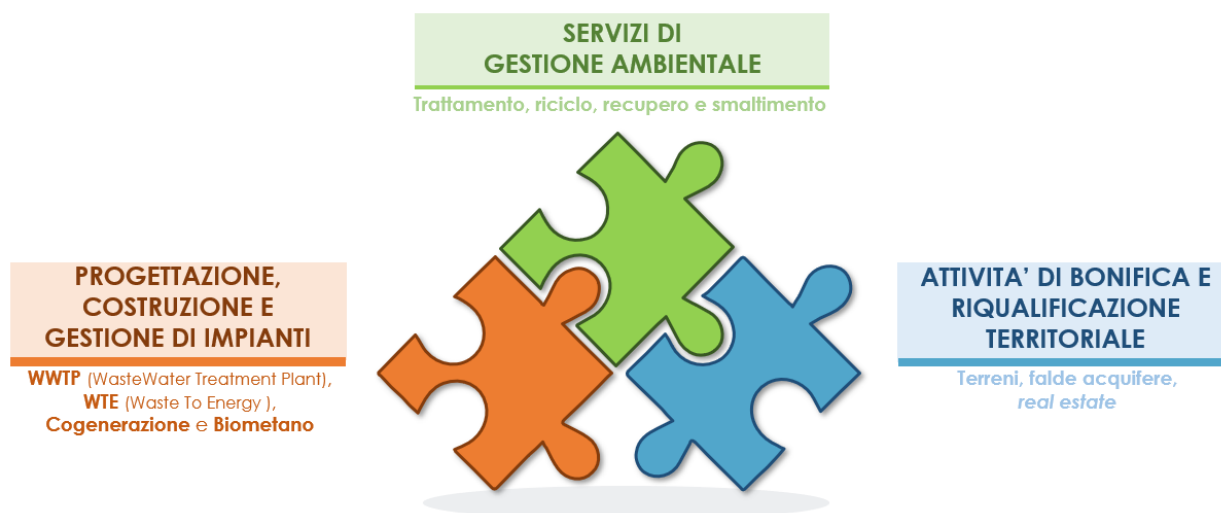 SERVIZI DI
GESTIONE AMBIENTALE
Trattamento, riciclo, recupero e smaltimento
PROGETTAZIONE,
COSTRUZIONE E
GESTIONE DI IMPIANTI
WWTP (WasteWater Treatment Plant),
WTE (Waste To Energy ),
Cogenerazione e Biometano
ATTIVITA’ DI BONIFICA E
RIQUALIFICAZIONE
TERRITORIALE
Terreni, falde acquifere,
real estate